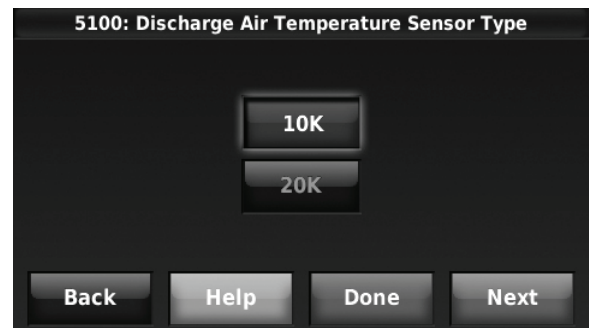 5100: Discharge Air Temperature Sensor Type
10K
20K
Back Help Done Next